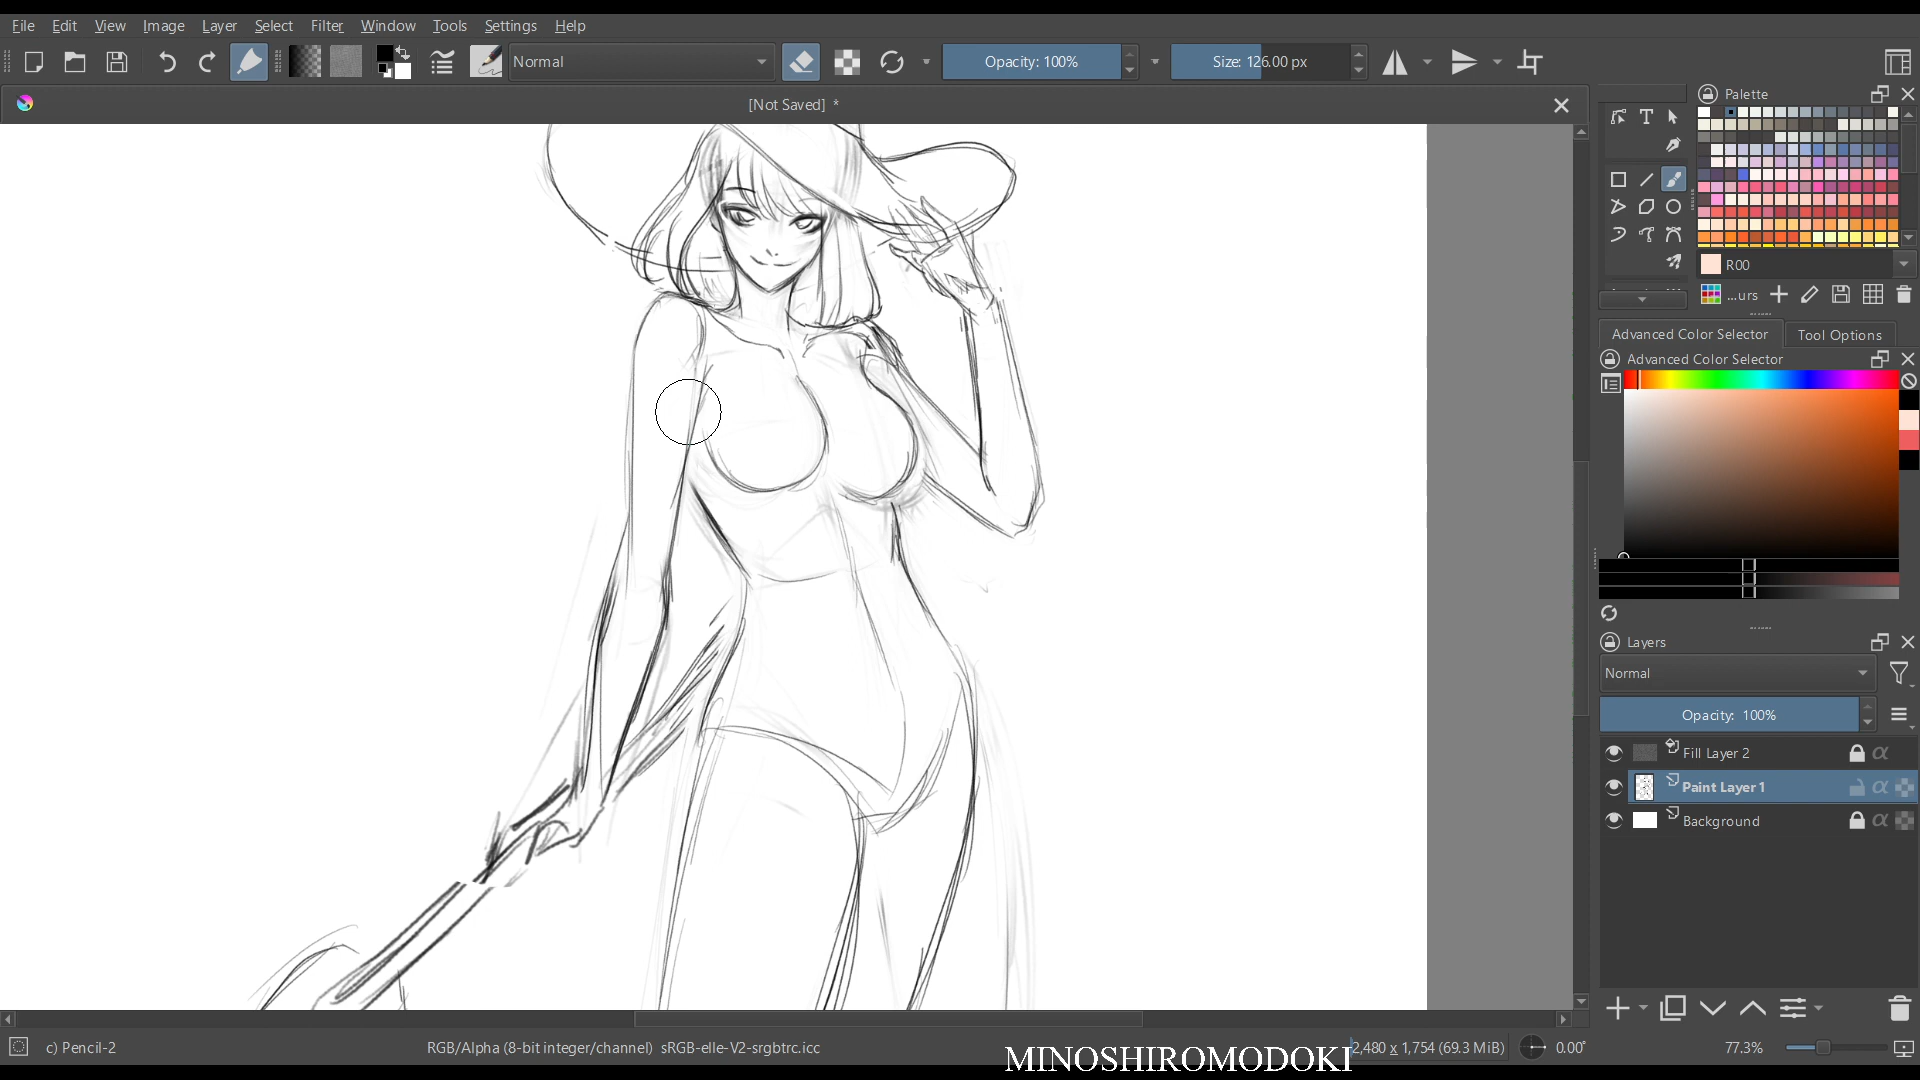 File Edit View Image Layer Select Filter Window Tools Settings Help
Normal Opacity: 100% Size: 126.00 px
[Not Saved] *
Palette
T
R00
...urs
Advanced Color Selector Tool Options
Advanced Color Selector
Layers
Normal
Opacity: 100%
Fill Layer 2
Paint Layer 1
Background
c) Pencil-2 RGB/Alpha (8-bit integer/channel) sRGB-elle-V2-srgbtrc.icc 2,480 x 1,754 (69.3 MiB) 0.00° 77.3%
MINOSHIROMODOKI